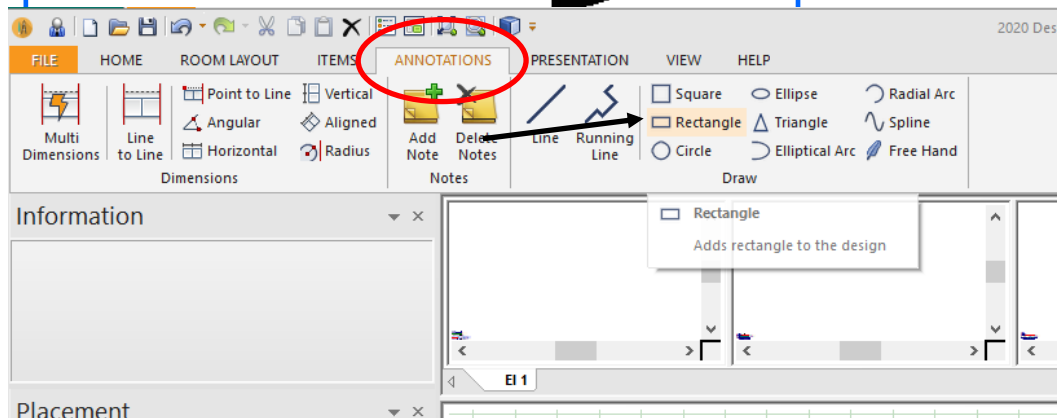 2020 Des
FILE HOME ROOM LAYOUT ITEMS ANNOTATIONS PRESENTATION VIEW HELP
Multi Dimensions
Line to Line
Point to Line
Angular
Horizontal
Vertical
Aligned
Radius
Dimensions
Add Note
Delete Notes
Notes
Line
Running Line
Square
Rectangle
Circle
Ellipse
Triangle
Elliptical Arc
Radial Arc
Spline
Free Hand
Draw
Information
Rectangle
Adds rectangle to the design
El 1
Placement